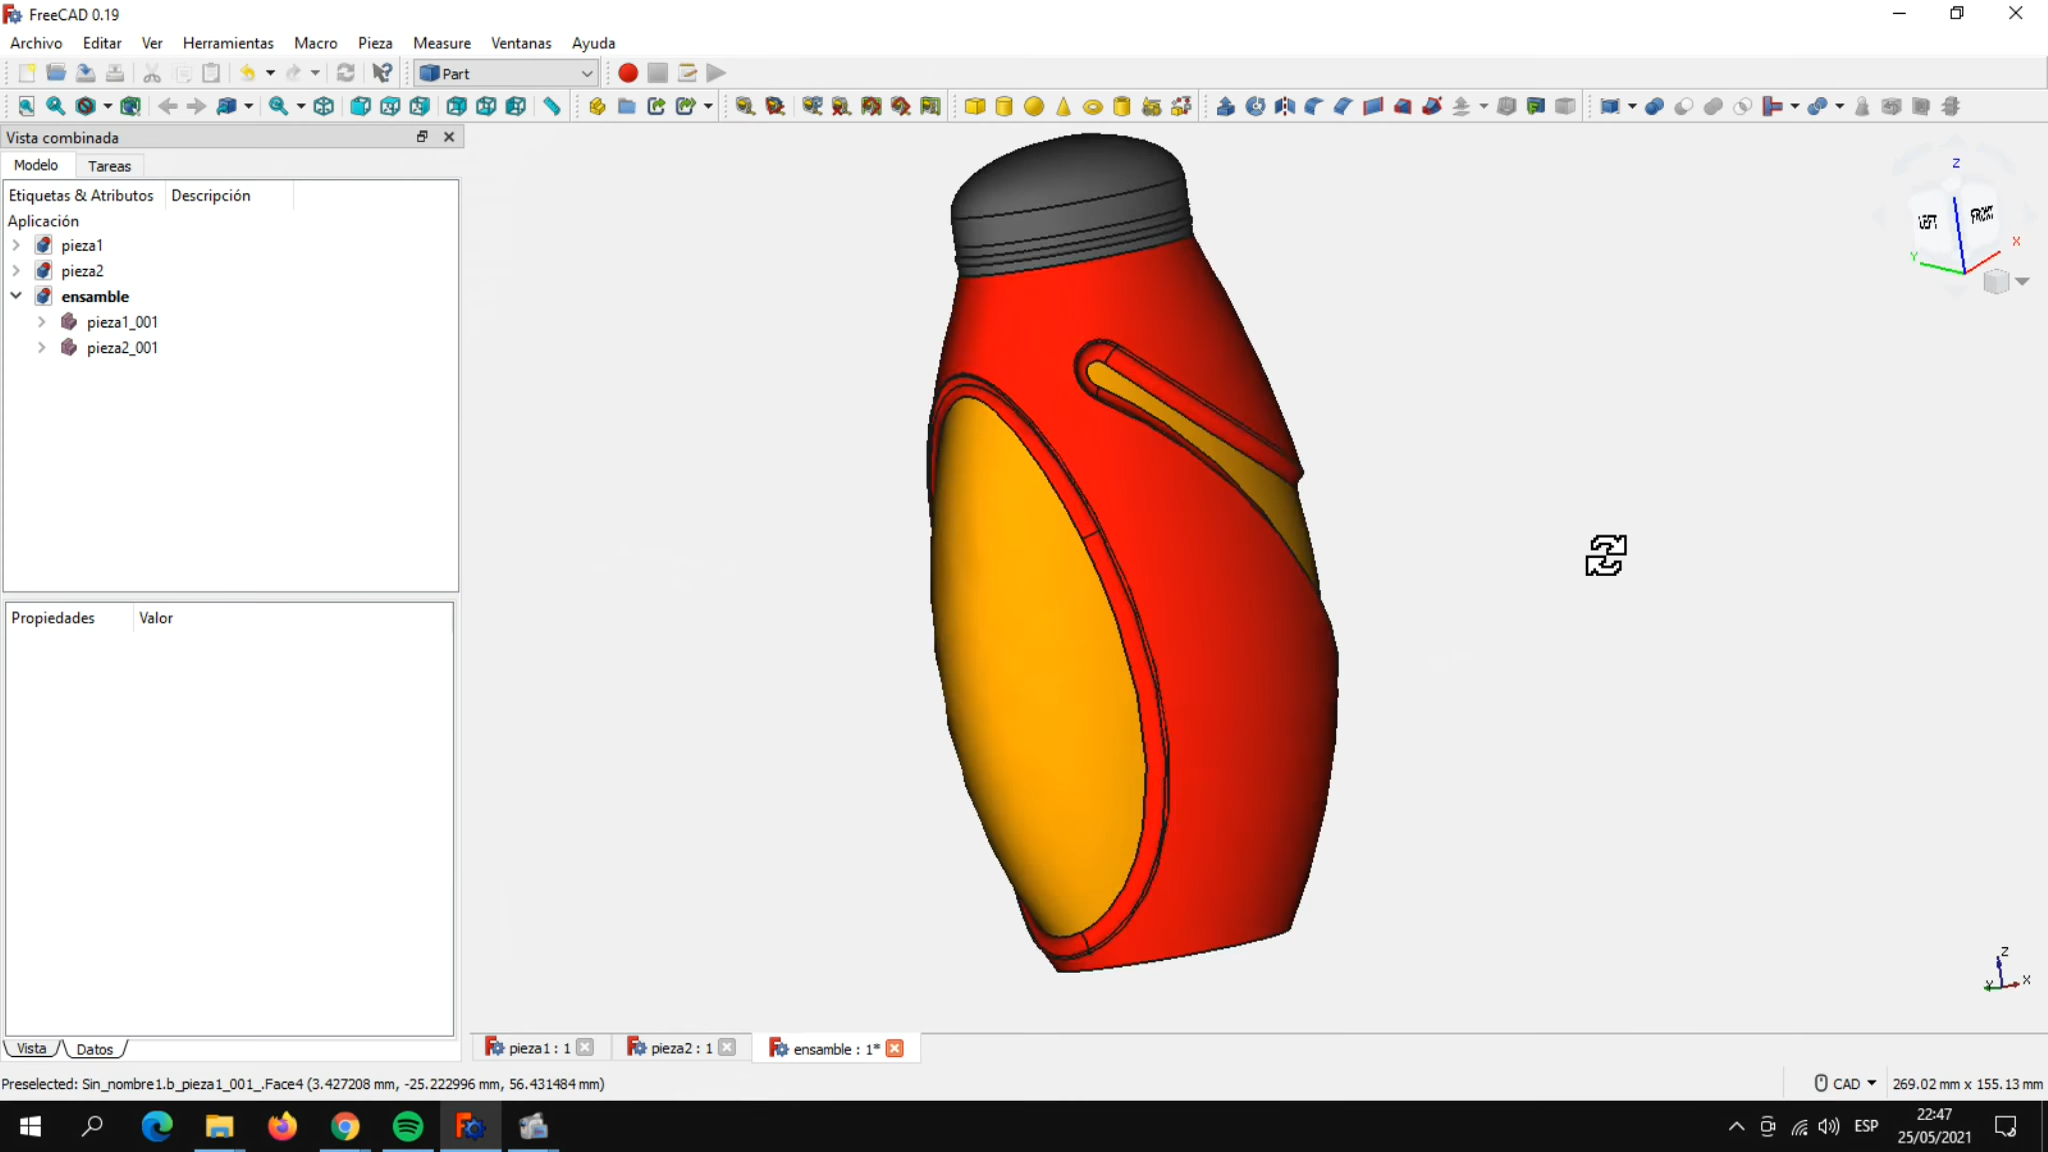 FreeCAD 0.19
Archivo Editar Ver Herramientas Macro Pieza Measure Ventanas Ayuda
Part
Vista combinada
Modelo Tareas
Etiquetas & Atributos Descripción
Aplicación
pieza1
pieza2
ensamble
pieza1_001
pieza2_001
Propiedades Valor
Z
LEFT FRONT
X
Y
Z
Y X
Vista Datos
pieza1 : 1 pieza2 : 1 ensamble : 1*
Preselected: Sin_nombre1.b_pieza1_001_.Face4 (3.427208 mm, -25.222996 mm, 56.431484 mm)
CAD 269.02 mm x 155.13 mm
ESP
22:47
25/05/2021